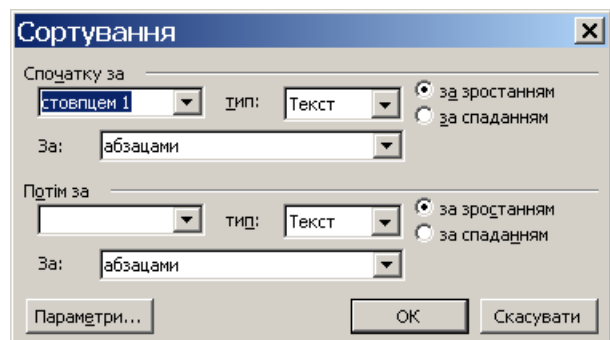 Сортування
Спочатку за
стовпцем 1 тип: Текст за зростанням
за спаданням
За: абзацами
Потім за
тип: Текст за зростанням
за спаданням
За: абзацами
Параметри... ОК Скасувати